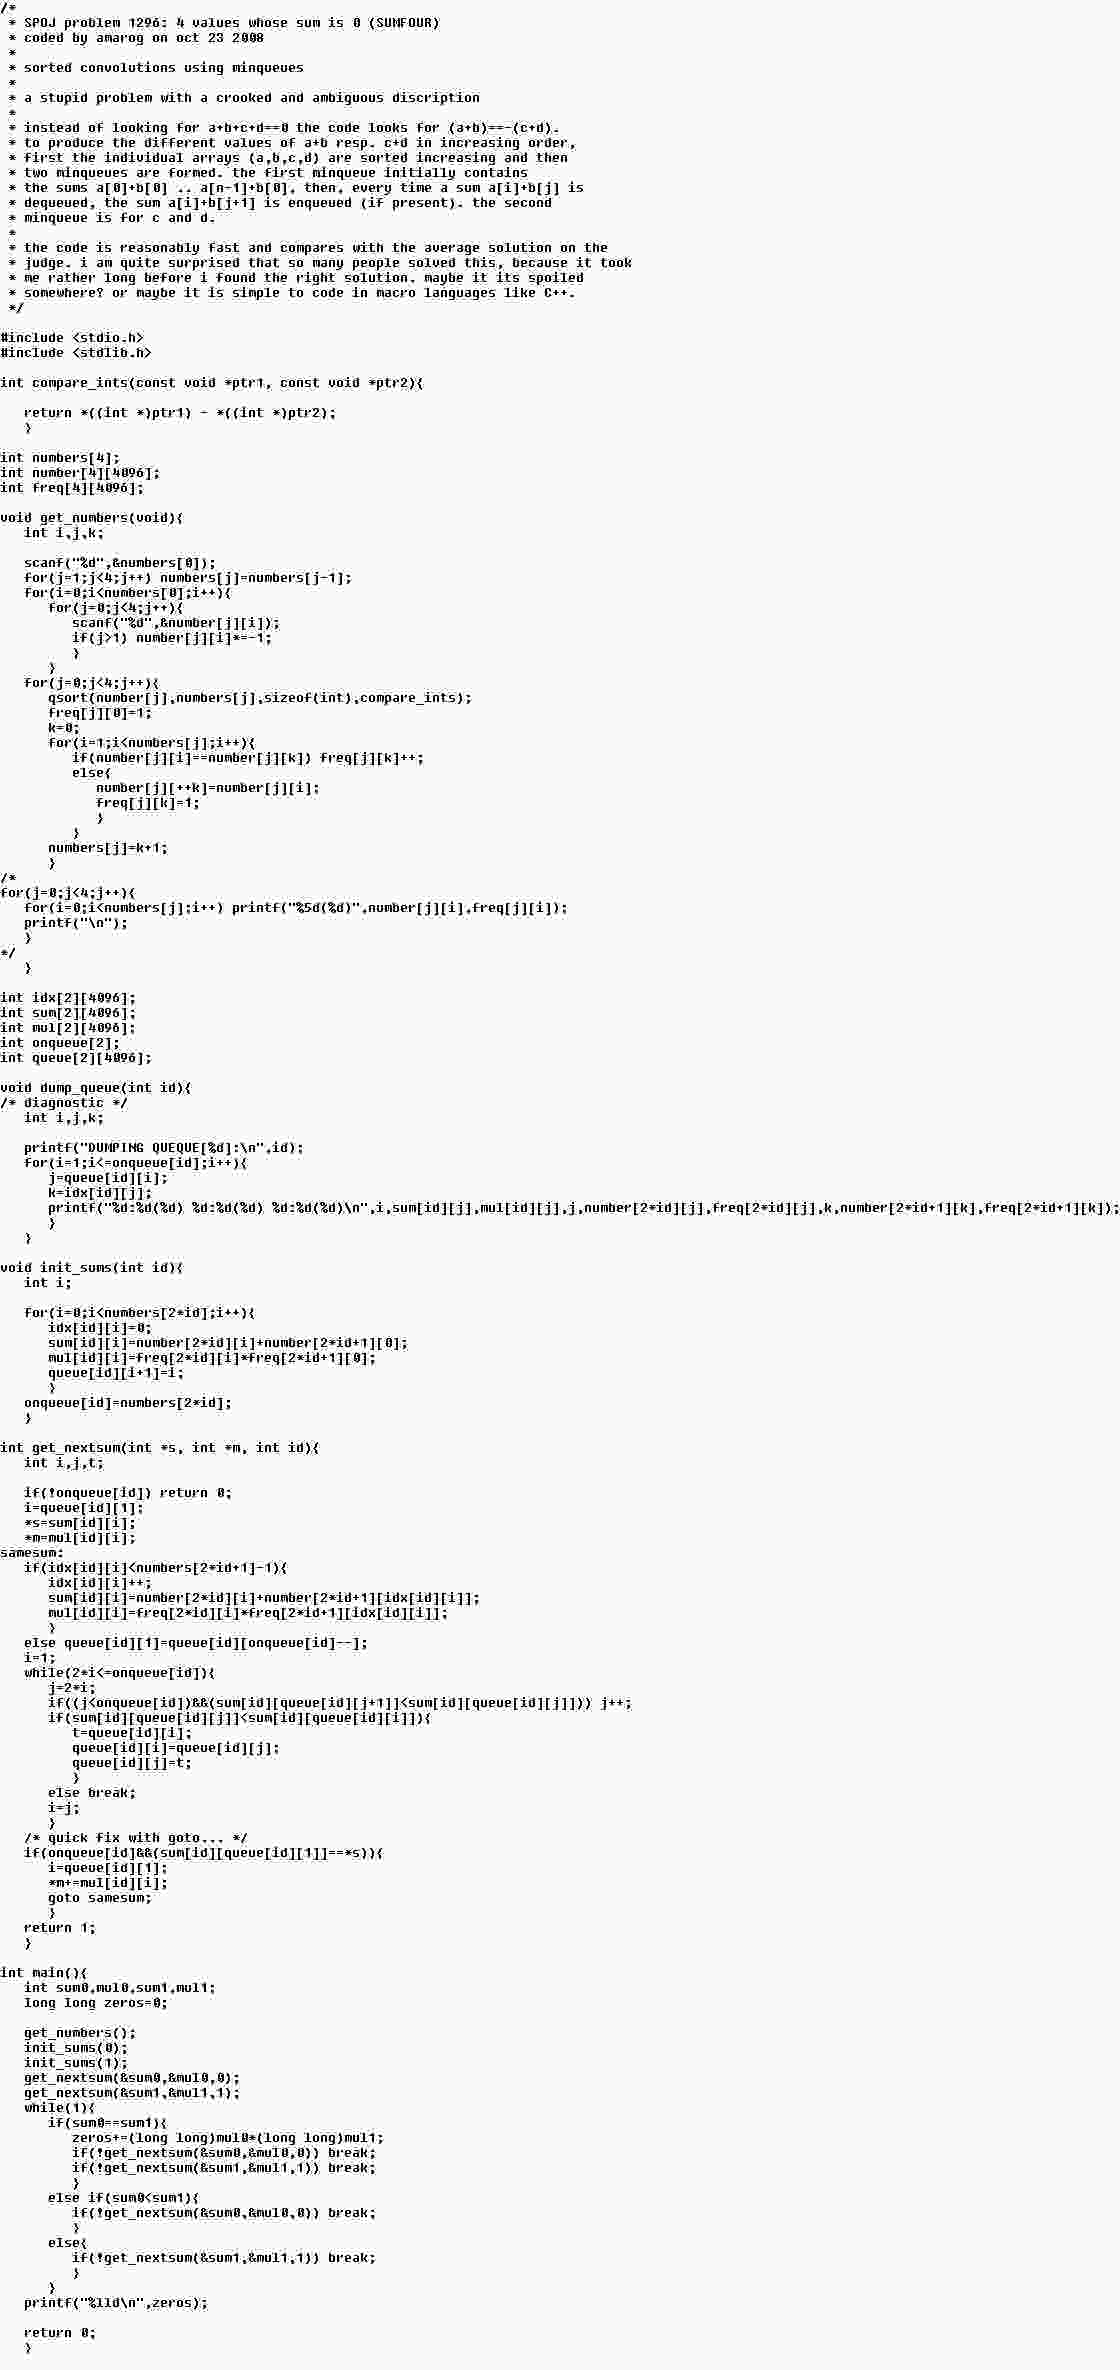 /*
 * SPOJ problem 1296: 4 values whose sum is 0 (SUMFOUR)
 * coded by amarog on oct 23 2008
 *
 * sorted convolutions using minqueues
 *
 * a stupid problem with a crooked and ambiguous discription
 *
 * instead of looking for a+b+c+d==0 the code looks for (a+b)==-(c+d).
 * to produce the different values of a+b resp. c+d in increasing order,
 * first the individual arrays (a,b,c,d) are sorted increasing and then
 * two minqueues are formed. the first minqueue initially contains
 * the sums a[0]+b[0] .. a[n-1]+b[0], then, every time a sum a[i]+b[j] is
 * dequeued, the sum a[i]+b[j+1] is enqueued (if present). the second
 * minqueue is for c and d.
 *
 * the code is reasonably fast and compares with the average solution on the
 * judge. i am quite surprised that so many people solved this, because it took
 * me rather long before i found the right solution. maybe it its spoiled
 * somewhere? or maybe it is simple to code in macro languages like C++.
 */

#include <stdio.h>
#include <stdlib.h>

int compare_ints(const void *ptr1, const void *ptr2){

   return *((int *)ptr1) - *((int *)ptr2);
   }

int numbers[4];
int number[4][4096];
int freq[4][4096];

void get_numbers(void){
   int i,j,k;

   scanf("%d",&numbers[0]);
   for(j=1;j<4;j++) numbers[j]=numbers[j-1];
   for(i=0;i<numbers[0];i++){
      for(j=0;j<4;j++){
         scanf("%d",&number[j][i]);
         if(j>1) number[j][i]*=-1;
         }
      }
   for(j=0;j<4;j++){
      qsort(number[j],numbers[j],sizeof(int),compare_ints);
      freq[j][0]=1;
      k=0;
      for(i=1;i<numbers[j];i++){
         if(number[j][i]==number[j][k]) freq[j][k]++;
         else{
            number[j][++k]=number[j][i];
            freq[j][k]=1;
            }
         }
      numbers[j]=k+1;
      }
/*
for(j=0;j<4;j++){
   for(i=0;i<numbers[j];i++) printf("%5d(%d)",number[j][i],freq[j][i]);
   printf("\n");
   }
*/
   }

int idx[2][4096];
int sum[2][4096];
int mul[2][4096];
int onqueue[2];
int queue[2][4096];

void dump_queue(int id){
/* diagnostic */
   int i,j,k;

   printf("DUMPING QUEQUE[%d]:\n",id);
   for(i=1;i<=onqueue[id];i++){
      j=queue[id][i];
      k=idx[id][j];
      printf("%d:%d(%d) %d:%d(%d) %d:%d(%d)\n",i,sum[id][j],mul[id][j],j,number[2*id][j],freq[2*id][j],k,number[2*id+1][k],freq[2*id+1][k]);
      }
   }

void init_sums(int id){
   int i;

   for(i=0;i<numbers[2*id];i++){
      idx[id][i]=0;
      sum[id][i]=number[2*id][i]+number[2*id+1][0];
      mul[id][i]=freq[2*id][i]*freq[2*id+1][0];
      queue[id][i+1]=i;
      }
   onqueue[id]=numbers[2*id];
   }

int get_nextsum(int *s, int *m, int id){
   int i,j,t;

   if(!onqueue[id]) return 0;
   i=queue[id][1];
   *s=sum[id][i];
   *m=mul[id][i];
samesum:
   if(idx[id][i]<numbers[2*id+1]-1){
      idx[id][i]++;
      sum[id][i]=number[2*id][i]+number[2*id+1][idx[id][i]];
      mul[id][i]=freq[2*id][i]*freq[2*id+1][idx[id][i]];
      }
   else queue[id][1]=queue[id][onqueue[id]--];
   i=1;
   while(2*i<=onqueue[id]){
      j=2*i;
      if((j<onqueue[id])&&(sum[id][queue[id][j+1]]<sum[id][queue[id][j]])) j++;
      if(sum[id][queue[id][j]]<sum[id][queue[id][i]]){
         t=queue[id][i];
         queue[id][i]=queue[id][j];
         queue[id][j]=t;
         }
      else break;
      i=j;
      }
   /* quick fix with goto... */
   if(onqueue[id]&&(sum[id][queue[id][1]]==*s)){
      i=queue[id][1];
      *m+=mul[id][i];
      goto samesum;
      }
   return 1;
   }

int main(){
   int sum0,mul0,sum1,mul1;
   long long zeros=0;

   get_numbers();
   init_sums(0);
   init_sums(1);
   get_nextsum(&sum0,&mul0,0);
   get_nextsum(&sum1,&mul1,1);
   while(1){
      if(sum0==sum1){
         zeros+=(long long)mul0*(long long)mul1;
         if(!get_nextsum(&sum0,&mul0,0)) break;
         if(!get_nextsum(&sum1,&mul1,1)) break;
         }
      else if(sum0<sum1){
         if(!get_nextsum(&sum0,&mul0,0)) break;
         }
      else{
         if(!get_nextsum(&sum1,&mul1,1)) break;
         }
      }
   printf("%lld\n",zeros);

   return 0;
   }